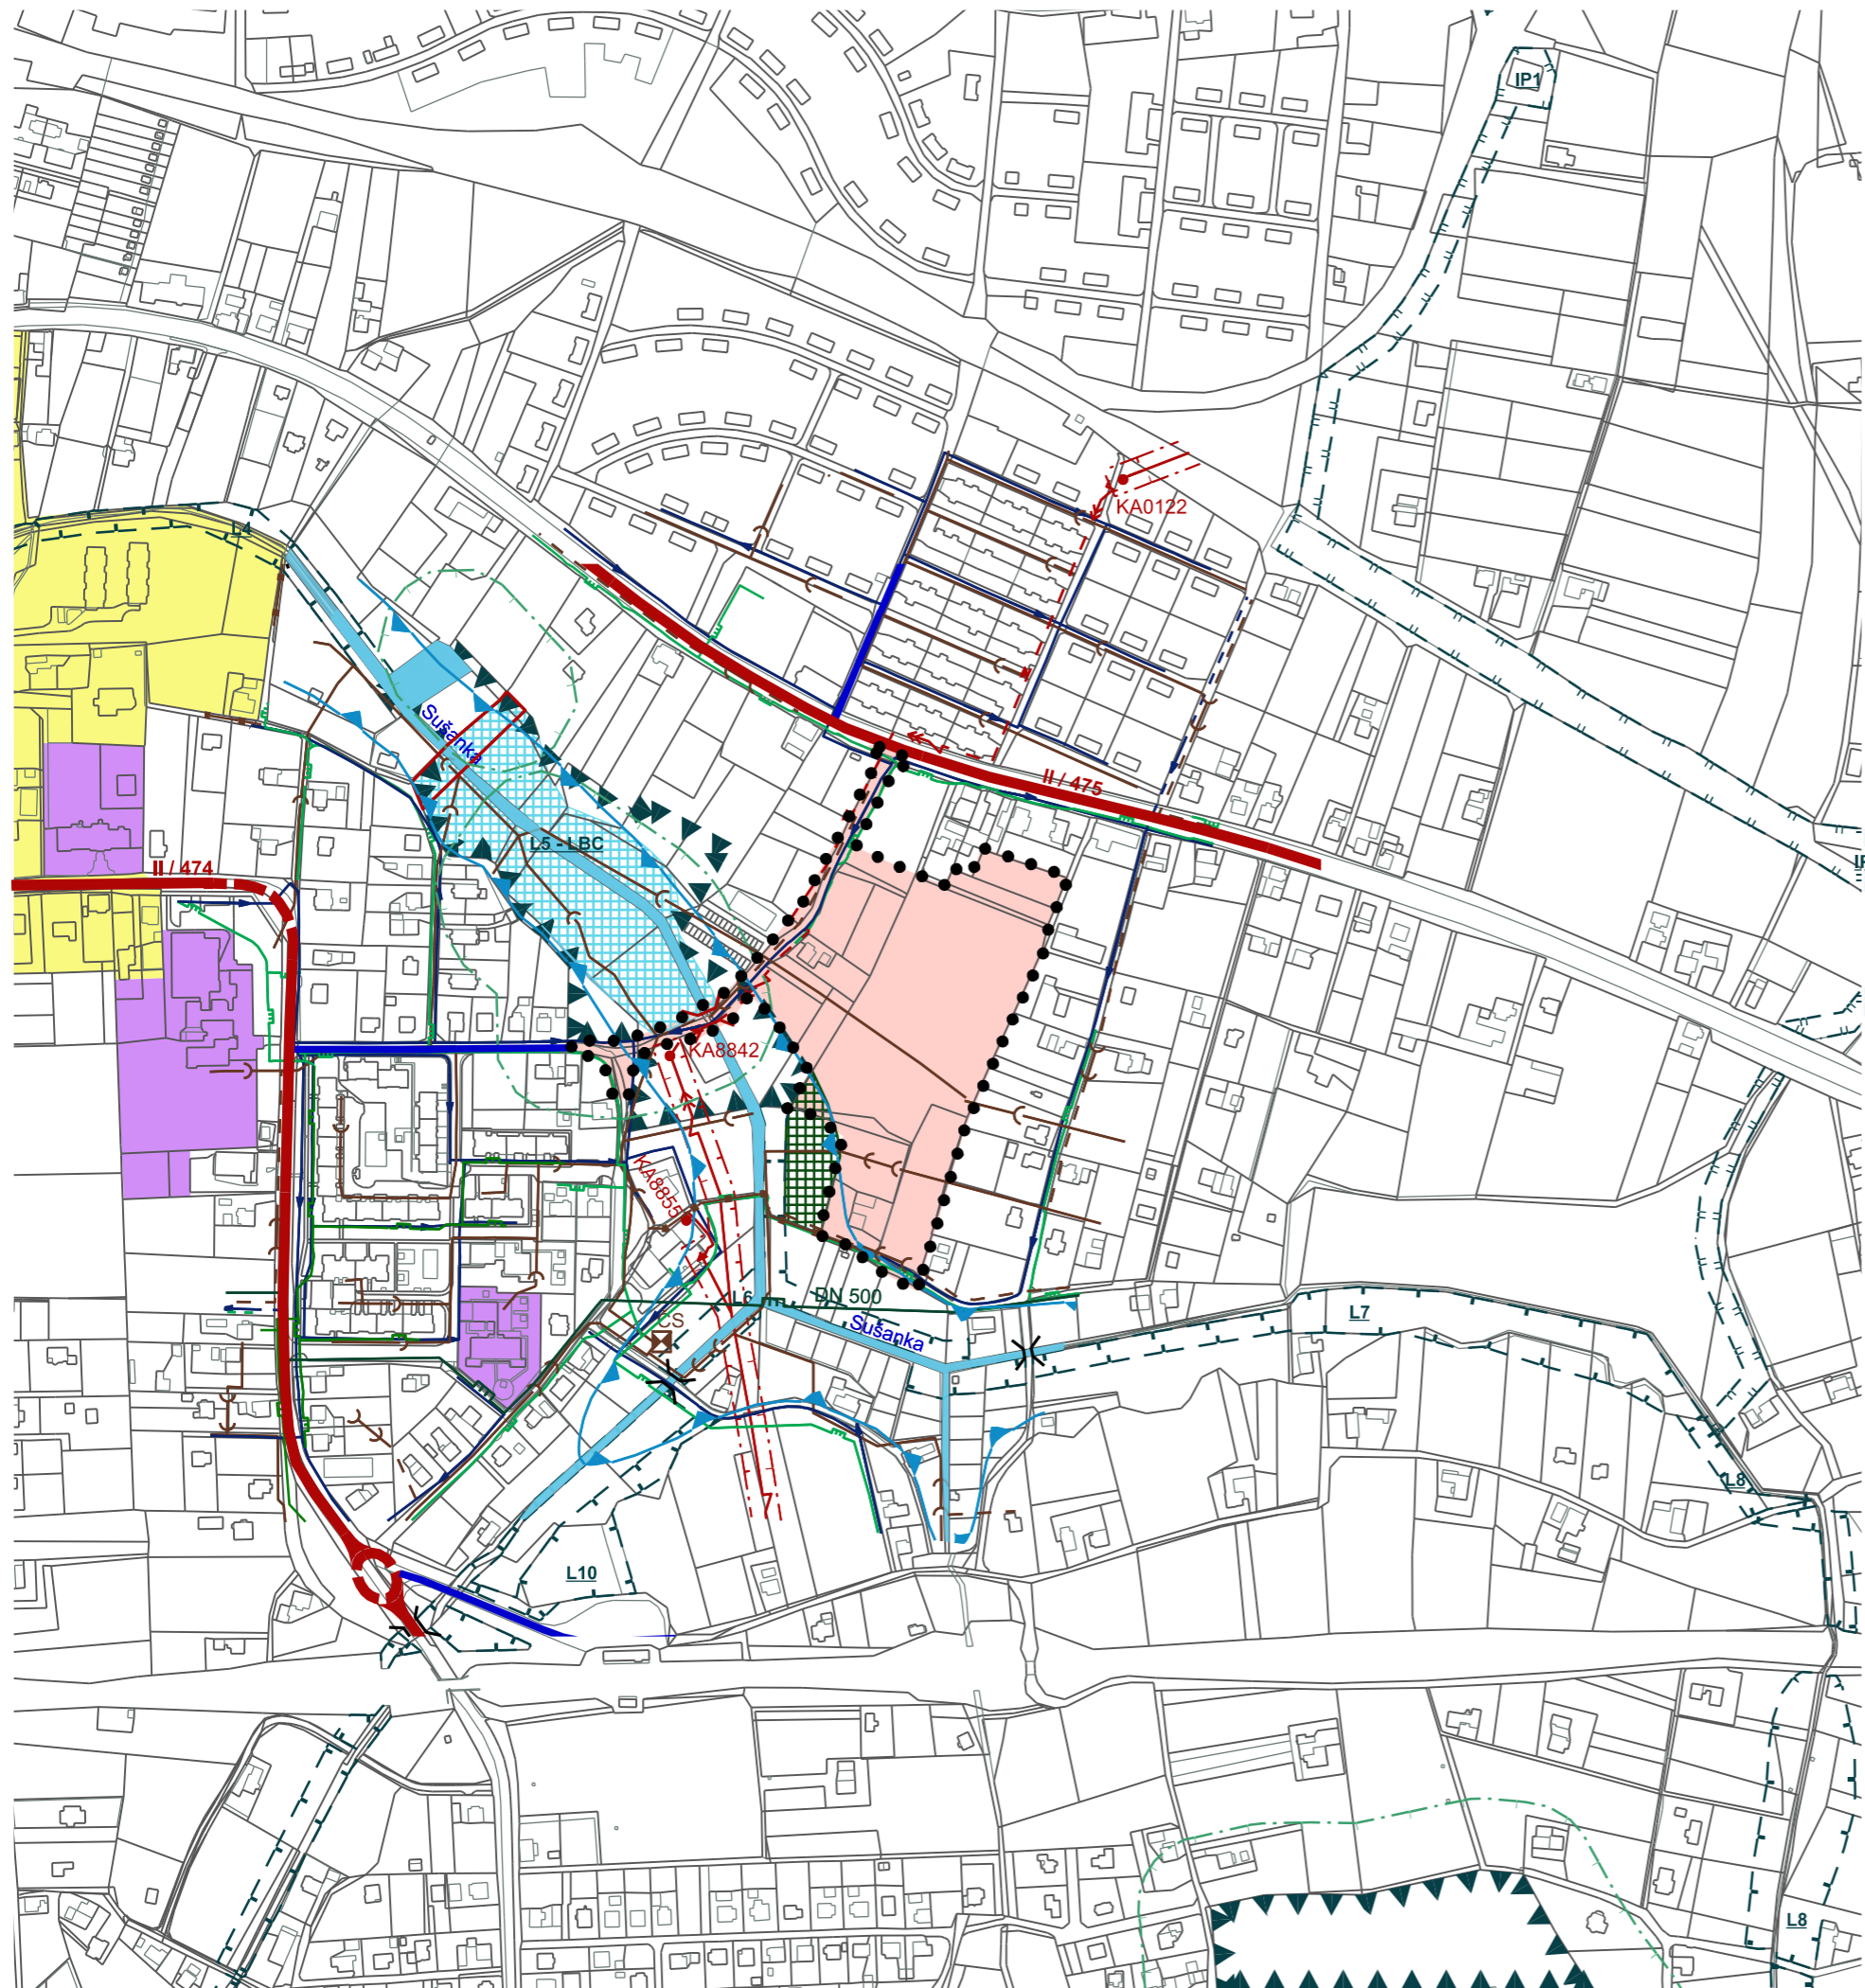 IP1
KA0122
L4
Sušanka
II / 475
L5 - LBC
II / 474
KA8842
KA8855
L6
DN 500
ČS
Sušanka
L7
L8
L10
L8